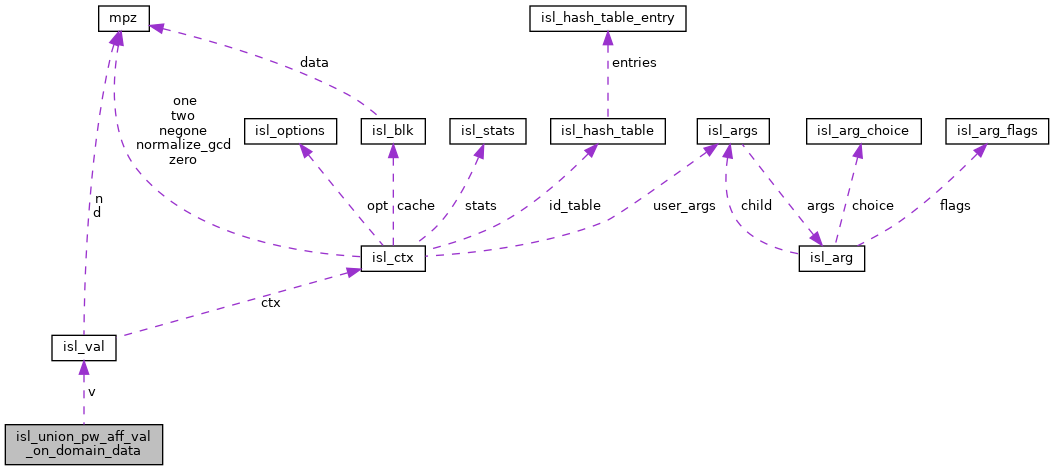 mpz
isl_hash_table_entry
data
entries
one
two
negone
normalize_gcd
zero
isl_options
isl_blk
isl_stats
isl_hash_table
isl_args
isl_arg_choice
isl_arg_flags
n
d
opt
cache
stats
id_table
user_args
child
args
choice
flags
isl_ctx
isl_arg
ctx
isl_val
v
isl_union_pw_aff_val
_on_domain_data